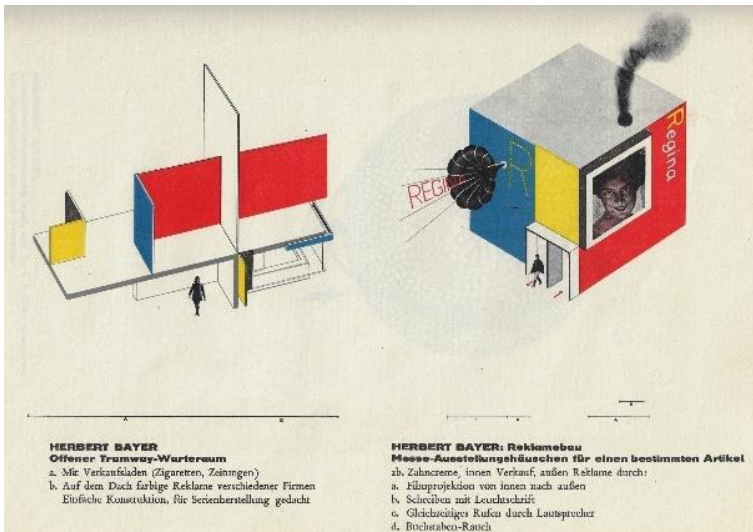 REGINA
R
Regina
a
b
b
a
HERBERT BAYER
Offener Tramway-Warteraum
a. Mit Verkaufsladen (Zigaretten, Zeitungen)
b. Auf dem Dach farbige Reklame verschiedener Firmen
Einfache Konstruktion, für Serienherstellung gedacht
HERBERT BAYER: Reklamebau
Messe-Ausstellungshäuschen für einen bestimmten Artikel
zb. Zahncreme, innen Verkauf, außen Reklame durch:
a. Filmprojektion von innen nach außen
b. Schreiben mit Leuchtschrift
c. Gleichzeitiges Rufen durch Lautsprecher
d. Buchstaben-Rauch